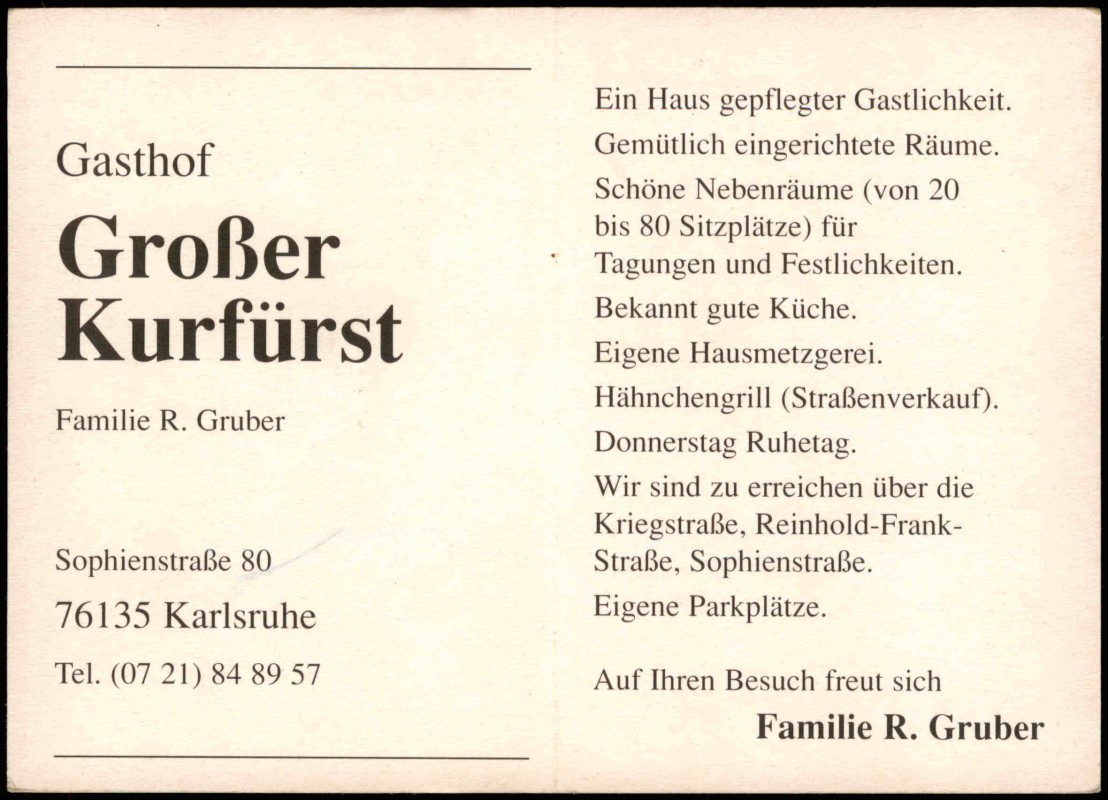 Gasthof
Großer
Kurfürst
Familie R. Gruber
Sophienstraße 80
76135 Karlsruhe
Tel. (07 21) 84 89 57
Ein Haus gepflegter Gastlichkeit.
Gemütlich eingerichtete Räume.
Schöne Nebenräume (von 20
bis 80 Sitzplätze) für
Tagungen und Festlichkeiten.
Bekannt gute Küche.
Eigene Hausmetzgerei.
Hähnchengrill (Straßenverkauf).
Donnerstag Ruhetag.
Wir sind zu erreichen über die
Kriegstraße, Reinhold-Frank-
Straße, Sophienstraße.
Eigene Parkplätze.
Auf Ihren Besuch freut sich
Familie R. Gruber